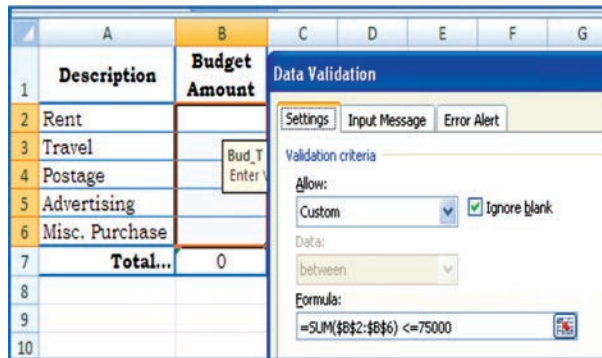 A B C D E F G
1 Description Budget Amount
2 Rent
3 Travel
4 Postage
5 Advertising
6 Misc. Purchase
7 Total... 0
8
9
10
Bud_T
Enter
Data Validation
Settings Input Message Error Alert
Validation criteria
Allow:
Custom Ignore blank
Data:
between
Formula:
=SUM($B$2:$B$6) <=75000